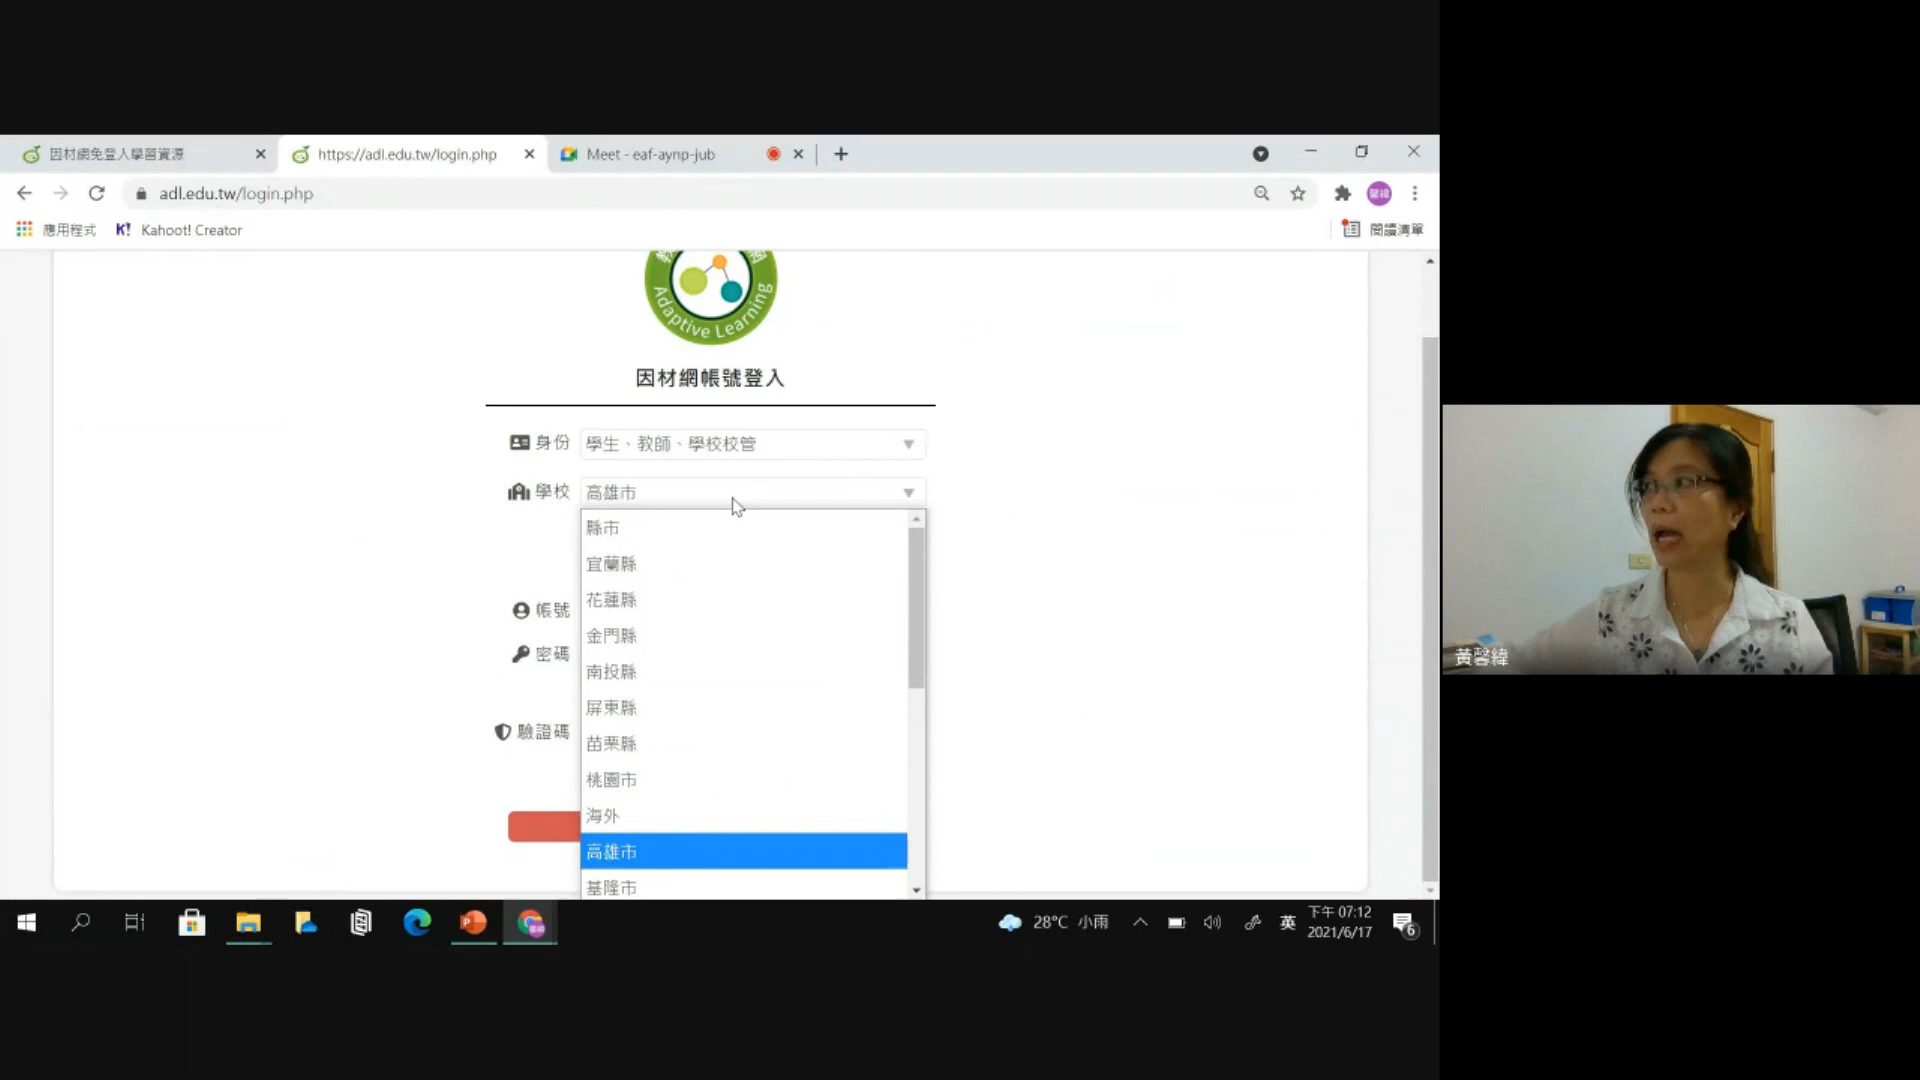 因材網免登入學習資源
https://adl.edu.tw/login.php
Meet - eaf-aynp-jub
adl.edu.tw/login.php
應用程式
K! Kahoot! Creator
閱讀清單
Adaptive Learning
因材網帳號登入
身份
學生、教師、學校校管
學校
高雄市
縣市
宜蘭縣
花蓮縣
金門縣
帳號
南投縣
密碼
屏東縣
苗栗縣
驗證碼
桃園市
海外
高雄市
基隆市
黃馨緯
28°C 小雨
英
下午 07:12
2021/6/17
6